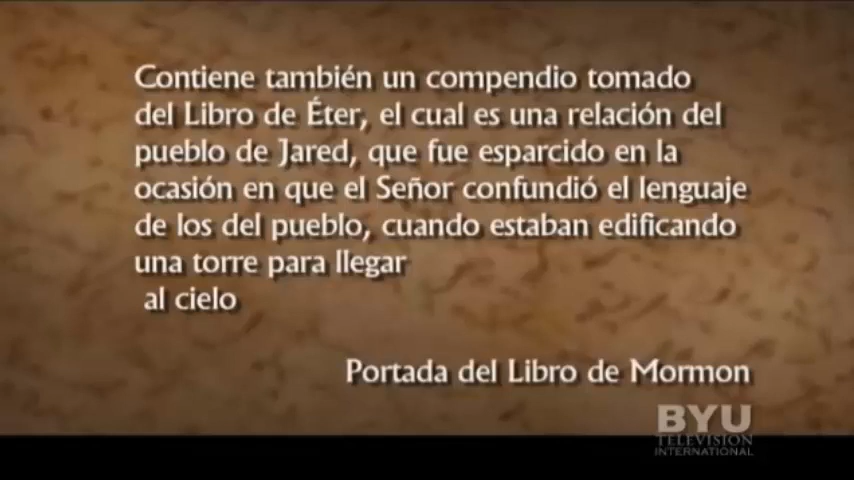 Contiene también un compendio tomado
del Libro de Éter, el cual es una relación del
pueblo de Jared, que fue esparcido en la
ocasión en que el Señor confundió el lenguaje
de los del pueblo, cuando estaban edificando
una torre para llegar
al cielo
Portada del Libro de Mormon
BYU
TELEVISION
INTERNATIONAL